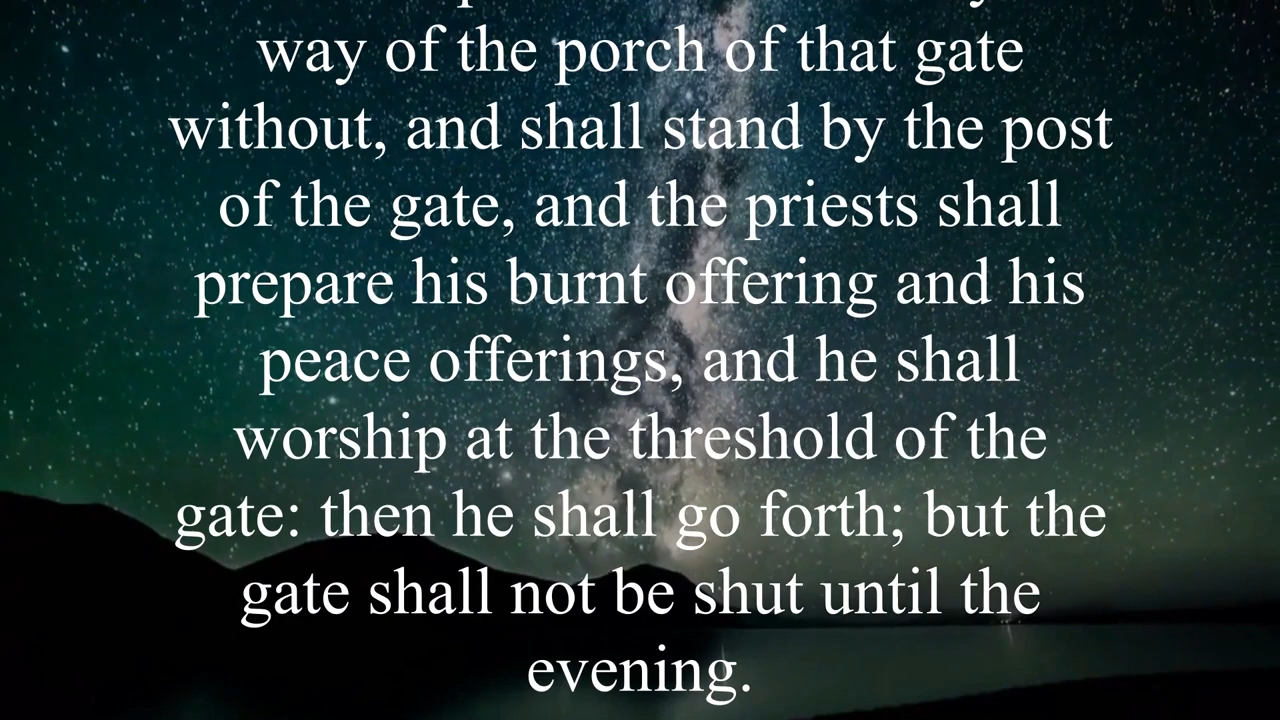 way of the porch of that gate
without, and shall stand by the post
of the gate, and the priests shall
prepare his burnt offering and his
peace offerings, and he shall
worship at the threshold of the
gate: then he shall go forth; but the
gate shall not be shut until the
evening.